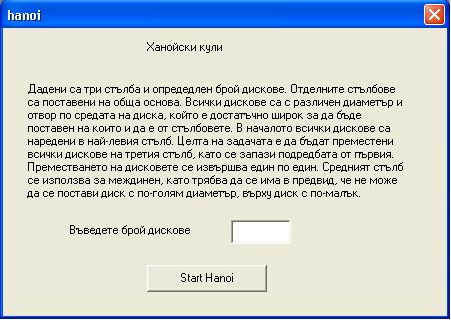 hanoi
Ханойски кули
Дадени са три стълба и определен брой дискове. Отделните стълбове
са поставени на обща основа. Всички дискове са с различен диаметър и
отвор по средата на диска, който е достатъчно широк за да бъде
поставен на които и да е от стълбовете. В началото всички дискове са
наредени в най-левия стълб. Целта на задачата е да бъдат преместени
всички дискове на третия стълб, като се запази подредбата от първия.
Преместването на дисковете се извършва един по един. Средният стълб
се използва за междинен, като трябва да се има в предвид, че не може
да се постави диск с по-голям диаметър, върху диск с по-малък.
Въведете брой дискове
Start Hanoi